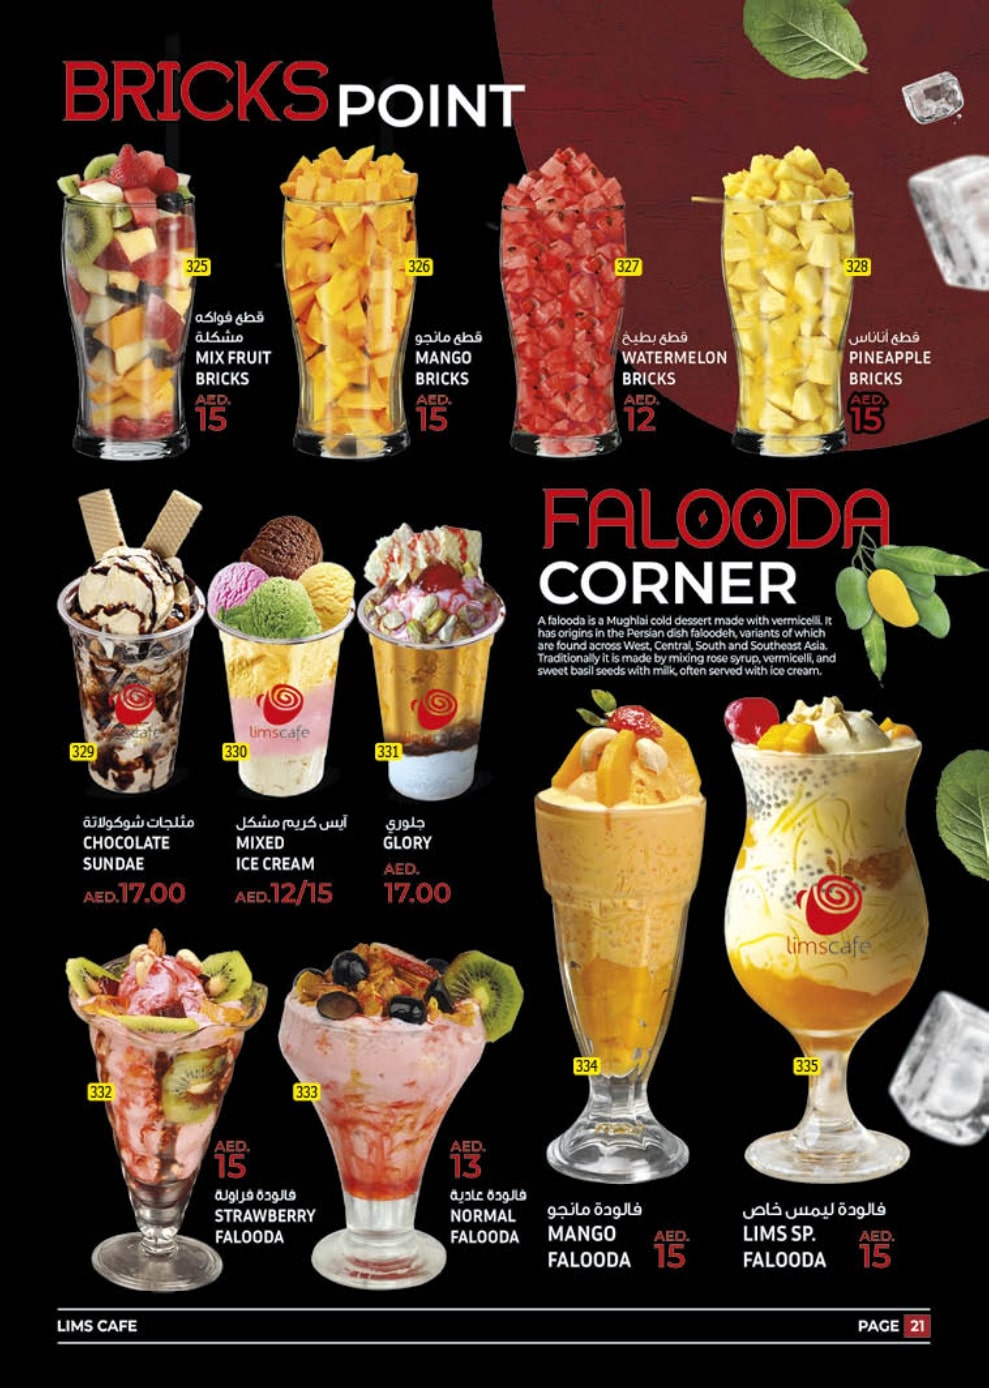 BRICKS POINT
325
قطع فواكه
مشكلة
MIX FRUIT
BRICKS
AED.
15
326
قطع مانجو
MANGO
BRICKS
AED.
15
327
قطع بطيخ
WATERMELON
BRICKS
AED.
12
328
قطع أناناس
PINEAPPLE
BRICKS
AED.
15
FALOODA
CORNER
A falooda is a Mughlai cold dessert made with vermicelli. It
has origins in the Persian dish faloodeh, variants of which
are found across West, Central, South and Southeast Asia.
Traditionally it is made by mixing rose syrup, vermicelli, and
sweet basil seeds with milk, often served with ice cream.
limscafe
329
مثلجات شوكولاتة
CHOCOLATE
SUNDAE
AED.17.00
limscafe
330
آيس كريم مشكل
MIXED
ICE CREAM
AED.12/15
limscafe
331
جلوري
GLORY
AED.
17.00
332
AED.
15
فالودة فراولة
STRAWBERRY
FALOODA
333
AED.
13
فالودة عادية
NORMAL
FALOODA
334
فالودة مانجو
MANGO
FALOODA
AED.
15
limscafe
335
فالودة ليمس خاص
LIMS SP.
FALOODA
AED.
15
LIMS CAFE
PAGE 21